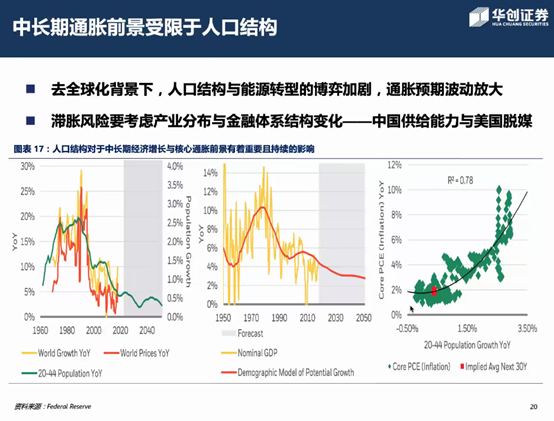 中长期通胀前景受限于人口结构
华创证券
HUA CHUANG SECURITIES
去全球化背景下，人口结构与能源转型的博弈加剧，通胀预期波动放大
滞胀风险要考虑产业分布与金融体系结构变化——中国供给能力与美国脱媒
图表 17：人口结构对于中长期经济增长与核心通胀前景有着重要且持续的影响
30%
25%
20%
15%
10%
5%
0%
YoY
4.0%
3.5%
3.0%
2.5%
2.0%
1.5%
1.0%
0.5%
0.0%
Population Growth
1960 1980 2000 2020 2040
World Growth YoY
World Prices YoY
20-44 Population YoY
14%
12%
10%
8%
6%
4%
2%
0%
YoY
1950 1970 1990 2010 2030 2050
Forecast
Nominal GDP
Demographic Model of Potential Growth
12%
10%
8%
6%
4%
2%
0%
Core PCE (Inflation) YoY
R² = 0.78
-0.50% 1.50% 3.50%
20-44 Population Growth YoY
Core PCE (Inflation)
Implied Avg Next 30Y
资料来源：Federal Reserve
20